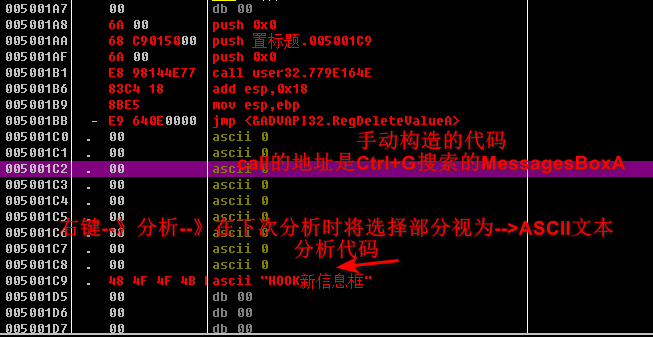 005001A7 00 db 00
005001A8 6A 00 push 0x0
005001AA 68 C9015000 push 置标题.005001C9
005001AF 6A 00 push 0x0
005001B1 E8 98144E77 call user32.779E164E
005001B6 83C4 18 add esp,0x18
005001B9 8BE5 mov esp,ebp
005001BB - E9 640E0000 jmp <&ADVAPI32.RegDeleteValueA>
005001C0 . 00 ascii 0
手动构造的代码
005001C1 . 00 ascii 0
005001C2 . 00 ascii 0
call的地址是Ctrl+G搜索的MessagesBoxA
005001C3 . 00 ascii 0
005001C4 . 00 ascii 0
005001C5 . 00 ascii 0
右键--》分析--》在下次分析时将选择部分视为-->ASCII文本
005001C6 . 00 ascii 0
005001C7 . 00 ascii 0
分析代码
005001C8 . 00 ascii 0
005001C9 . 48 4F 4F 4B ascii "HOOK新信息框"
005001D5 00 db 00
005001D6 00 db 00
005001D7 00 db 00